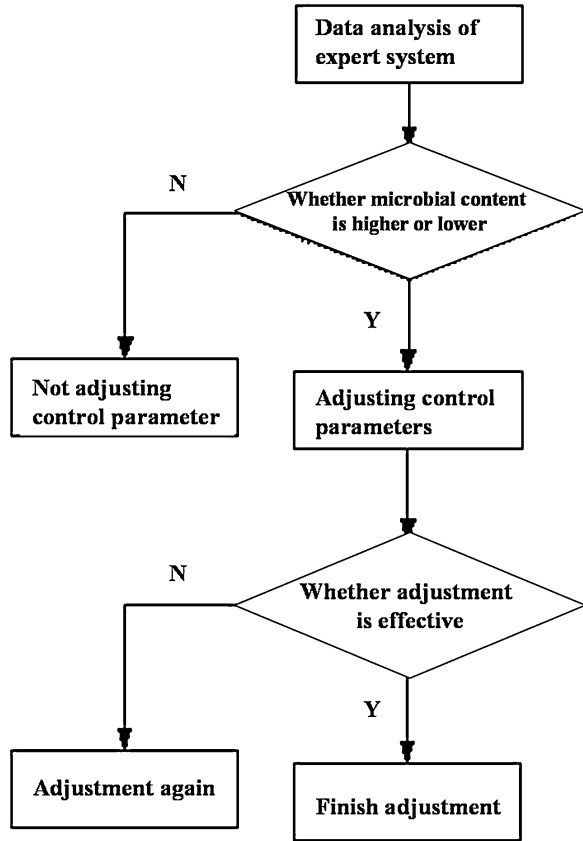 Data analysis of
expert system
N
Whether microbial content
is higher or lower
Y
Not adjusting
control parameter
Adjusting control
parameters
N
Whether adjustment
is effective
Y
Adjustment again
Finish adjustment